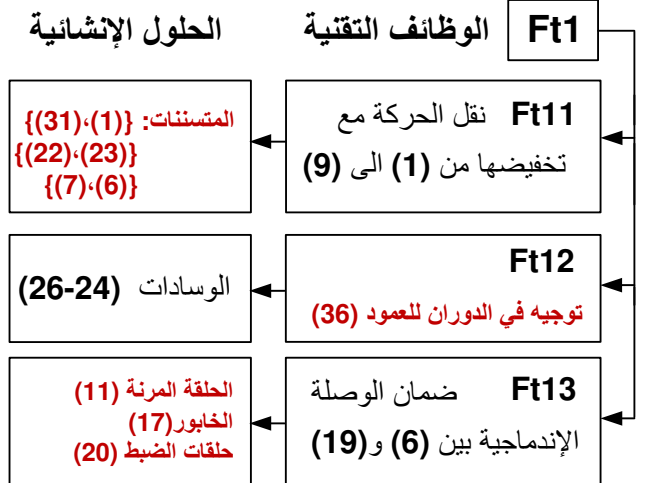 Ft1 الوظائف التقنية الحلول الإنشائية
Ft11 نقل الحركة مع
تخفيضها من (1) الى (9)
المتسننات: {(1)،(31)}
{(23)،(22)}
{(6)،(7)}
Ft12
توجيه في الدوران للعمود (36)
الوسادات (24-26)
Ft13 ضمان الوصلة
الإندماجية بين (6) و(19)
الحلقة المرنة (11)
الخابور(17)
حلقات الضبط (20)